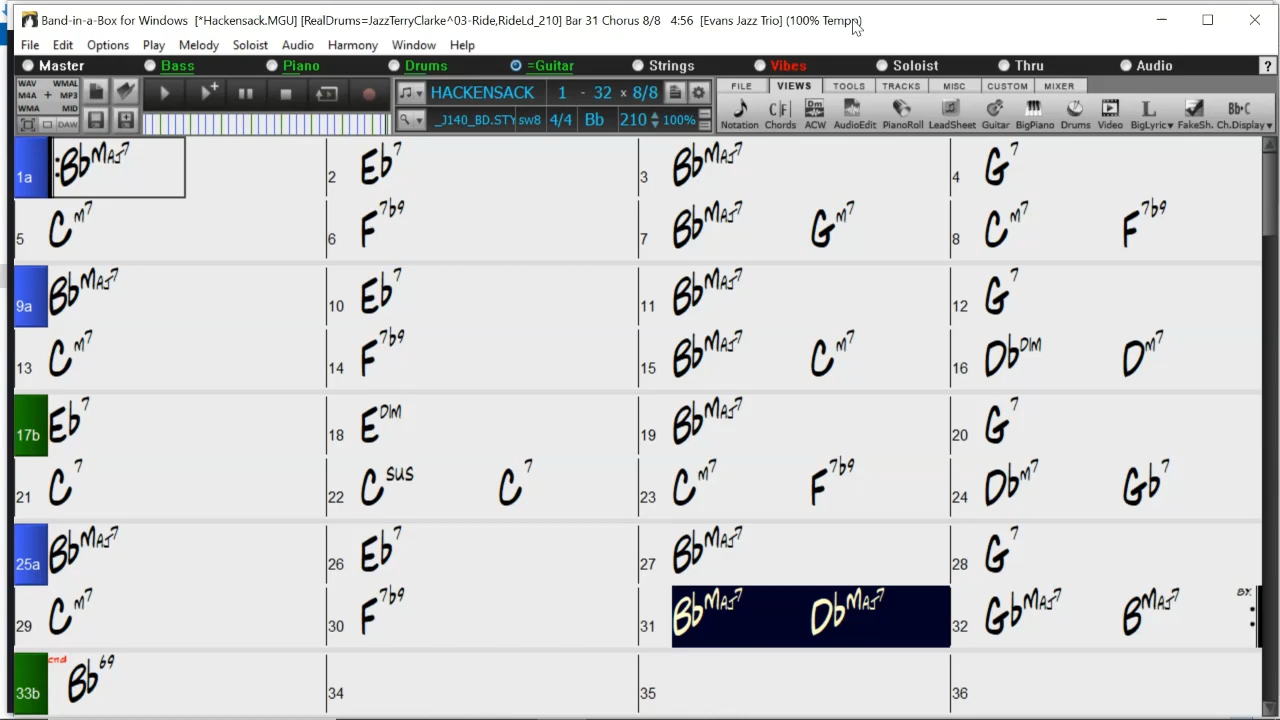 Band-in-a-Box for Windows [*Hackensack.MGU] [RealDrums=JazzTerryClarke^03-Ride,RideLd_210] Bar 31 Chorus 8/8 4:56 [Evans Jazz Trio] (100% Tempo)
File Edit Options Play Melody Soloist Audio Harmony Window Help
Master Bass Piano Drums =Guitar Strings Vibes Soloist Thru Audio ?
WAV WMAL
M4A + MP3
WMA MID
DAW
HACKENSACK 1 - 32 x 8/8
_J140_BD.STY sw8 4/4 Bb 210 100%
FILE VIEWS TOOLS TRACKS MISC CUSTOM MIXER
Notation Chords ACW AudioEdit PianoRoll LeadSheet Guitar BigPiano Drums Video BigLyric FakeSh. Ch.Display
1a :BbMAJ7 2 Eb7 3 BbMAJ7 4 G7
5 Cm7 6 F7b9 7 BbMAJ7 Gm7 8 Cm7 F7b9
9a BbMAJ7 10 Eb7 11 BbMAJ7 12 G7
13 Cm7 14 F7b9 15 BbMAJ7 Cm7 16 DbDIM Dm7
17b Eb7 18 EDIM 19 BbMAJ7 20 G7
21 C7 22 Csus C7 23 Cm7 F7b9 24 Dbm7 Gb7
25a BbMAJ7 26 Eb7 27 BbMAJ7 28 G7
29 Cm7 30 F7b9 31 BbMAJ7 DbMAJ7 32 GbMAJ7 BMAJ7 8x :
33b end Bb69 34 35 36